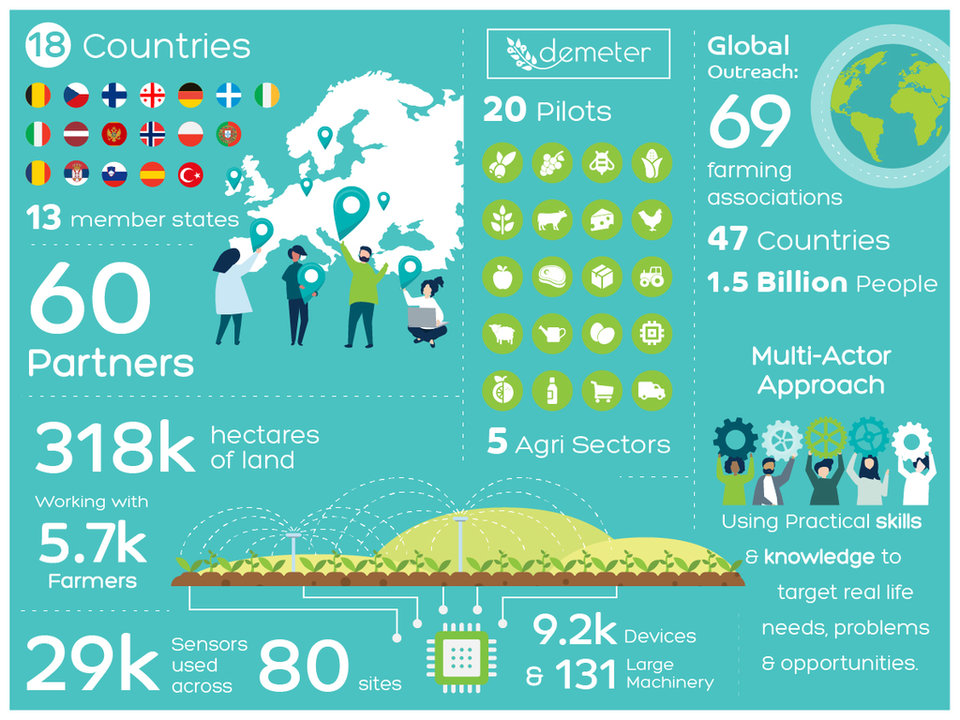 18 Countries
13 member states
60
Partners
demeter
20 Pilots
5 Agri Sectors
Global
Outreach:
69
farming
associations
47 Countries
1.5 Billion People
Multi-Actor
Approach
Using Practical skills
& knowledge to
target real life
needs, problems
& opportunities.
318k hectares
of land
Working with
5.7k
Farmers
29k Sensors
used
across
80 sites
9.2k Devices
& 131 Large
Machinery